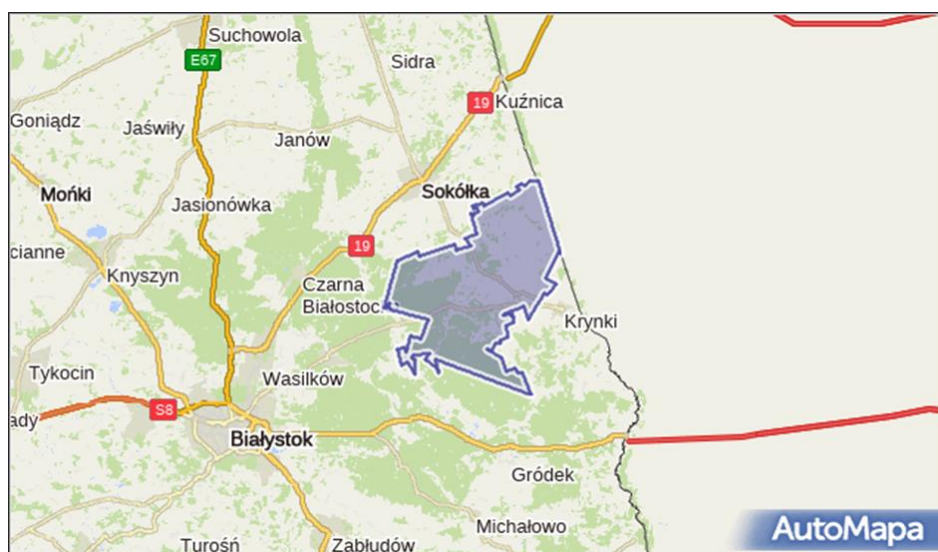 Suchowola
E67
Sidra
19
Kuźnica
Goniądz
Jaświły
Janów
Sokółka
Mońki
Jasionówka
19
cianne
Knyszyn
Czarna
Białostoc
Krynki
Tykocin
Wasilków
S8
ady
Białystok
Gródek
Michałowo
Turośń
Zabłudów
AutoMapa